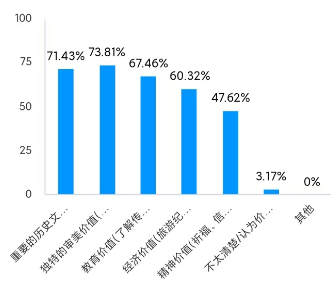 100
75
50
25
0
71.43%
73.81%
67.46%
60.32%
47.62%
3.17%
0%
重要的历史文...
独特的审美价值(...
教育价值(了解传...
经济价值(旅游纪...
精神价值(祈福、信...
不太清楚/认为价...
其他